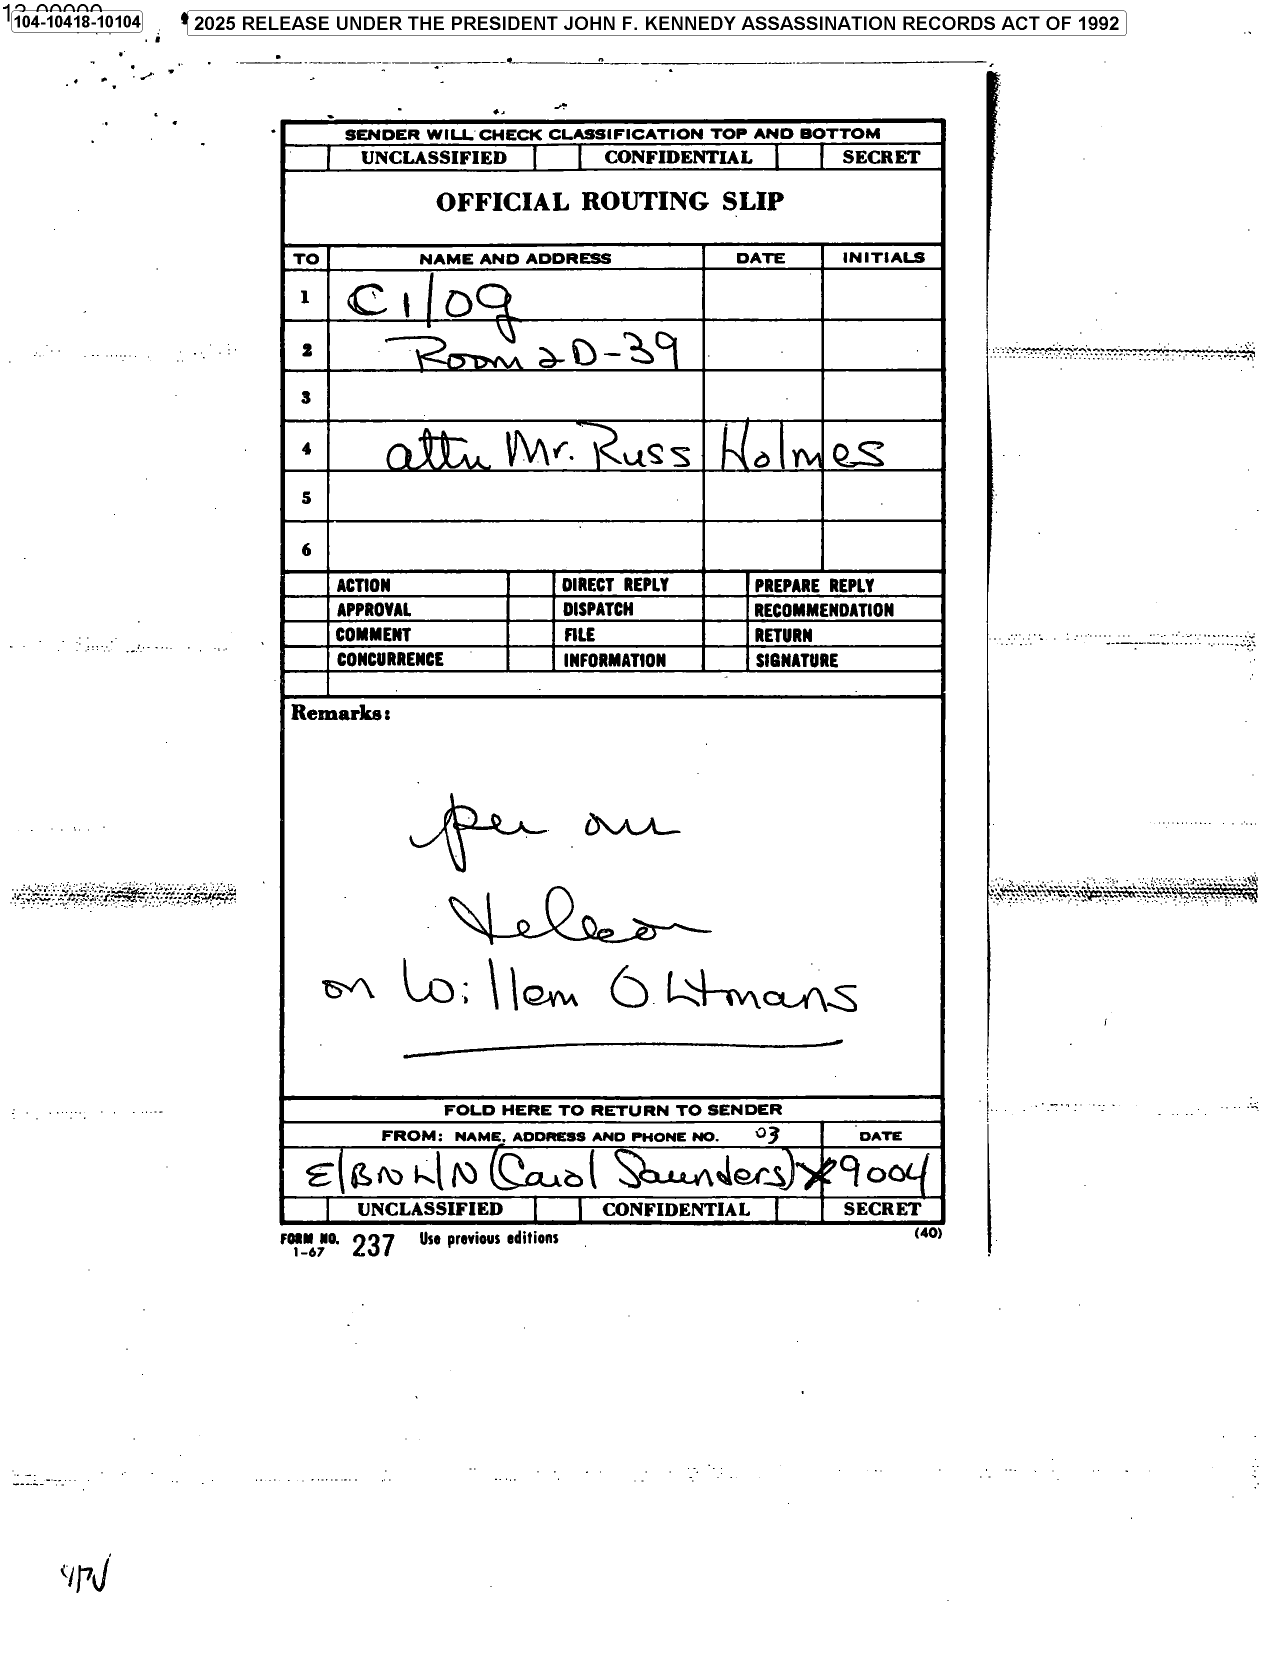 104-10418-10104
2025 RELEASE UNDER THE PRESIDENT JOHN F. KENNEDY ASSASSINATION RECORDS ACT OF 1992
SENDER WILL CHECK CLASSIFICATION TOP AND BOTTOM
UNCLASSIFIED CONFIDENTIAL SECRET
OFFICIAL ROUTING SLIP
TO NAME AND ADDRESS DATE INITIALS
1 CI/OG
2 Room 2D-39
3
4 attn Mr. Russ Holmes
5
6
ACTION DIRECT REPLY PREPARE REPLY
APPROVAL DISPATCH RECOMMENDATION
COMMENT FILE RETURN
CONCURRENCE INFORMATION SIGNATURE
Remarks:
per our
telecon
on Willem Oltmans
FOLD HERE TO RETURN TO SENDER
FROM: NAME, ADDRESS AND PHONE NO. 03 DATE
E/BNL/N (Carol Saunders) x9004
UNCLASSIFIED CONFIDENTIAL SECRET
FORM NO. 237 Use previous editions (40)
1-67